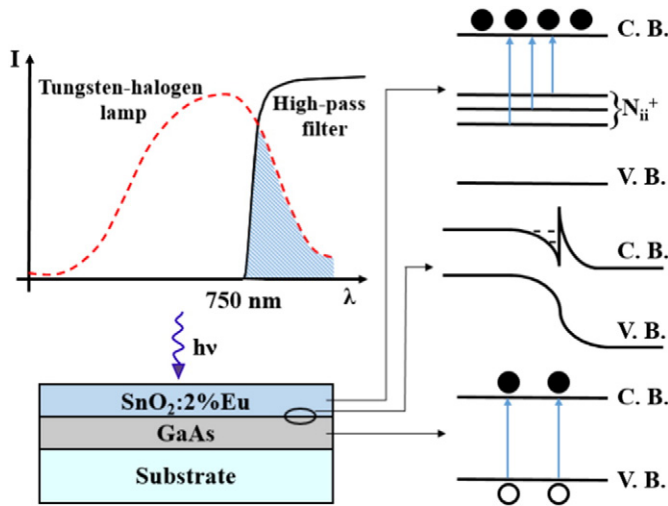 I
Tungsten-halogen
lamp
High-pass
filter
750 nm
λ
hν
SnO₂:2%Eu
GaAs
Substrate
C. B.
Nᵢᵢ⁺
V. B.
C. B.
V. B.
C. B.
V. B.